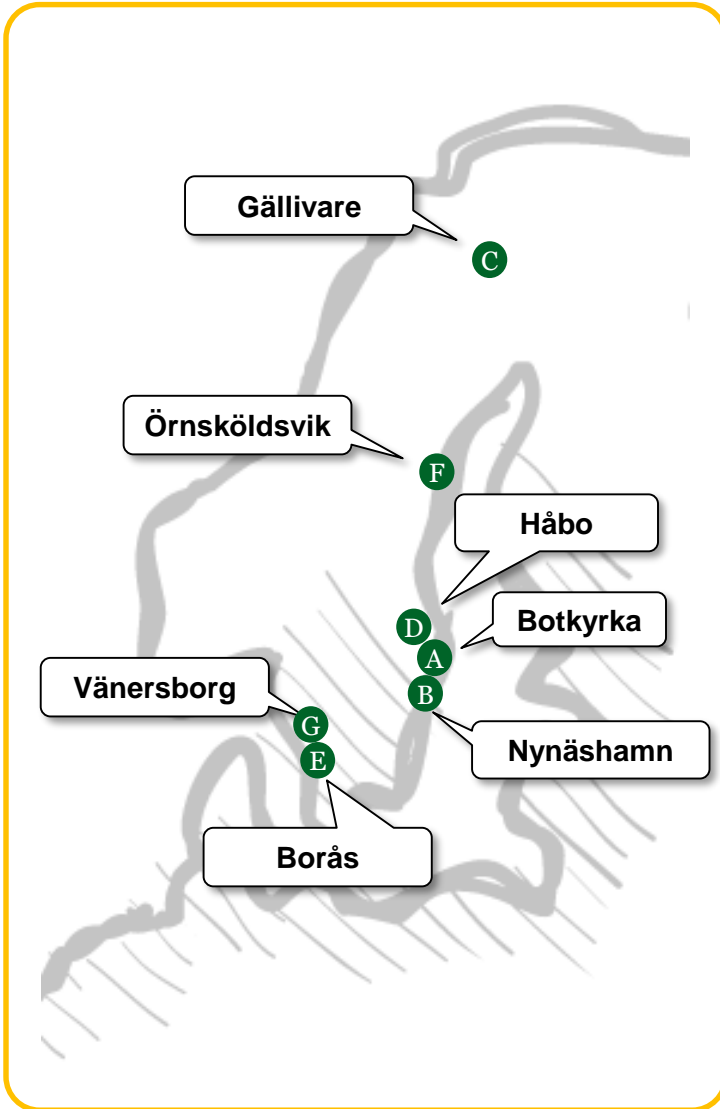 Gällivare
C
Örnsköldsvik
F
Håbo
D
Botkyrka
A
Vänersborg
B
G
Nynäshamn
E
Borås